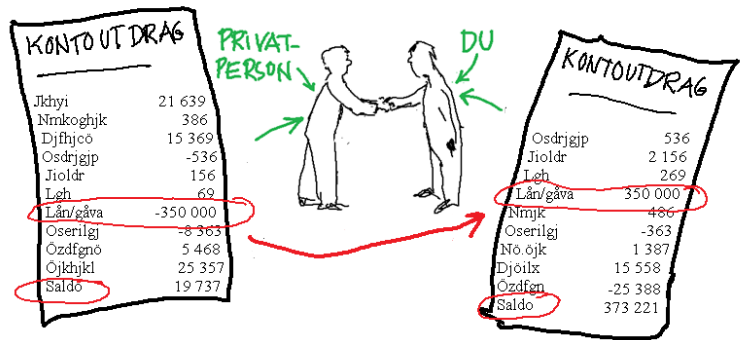 KONTOUTDRAG
Jkhyi 21 639
Nmkoghjk 386
Djfhjcö 15 369
Osdrjgjp -536
Jioldr 156
Lgh 69
Lån/gåva -350 000
Oserilgj -8 363
Özdfgnö 5 468
Öjkhjkl 25 357
Saldo 19 737
PRIVAT-
PERSON
DU
KONTOUTDRAG
Osdrjgjp 536
Jioldr 2 156
Lgh 269
Lån/gåva 350 000
Nmjk 486
Oserilgj -363
Nö.öjk 1 387
Djöilx 15 558
Özdfgn -25 388
Saldo 373 221